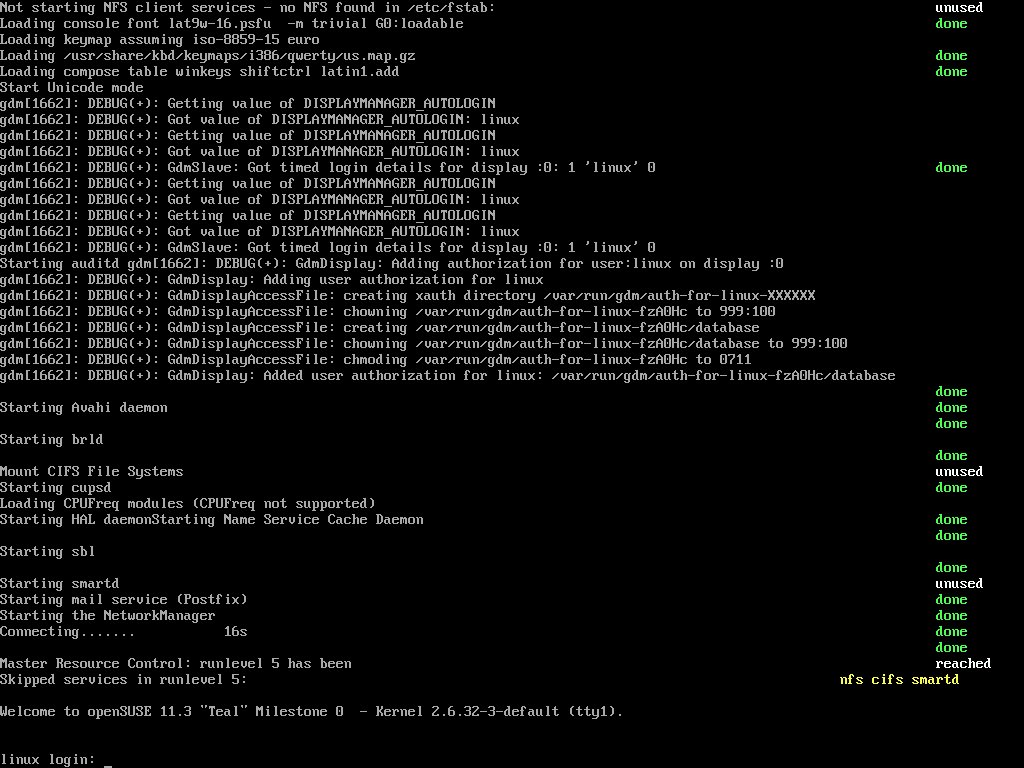 Not starting NFS client services - no NFS found in /etc/fstab: unused
Loading console font lat9w-16.psfu  -m trivial G0:loadable done
Loading keymap assuming iso-8859-15 euro
Loading /usr/share/kbd/keymaps/i386/qwerty/us.map.gz done
Loading compose table winkeys shiftctrl latin1.add done
Start Unicode mode
gdm[1662]: DEBUG(+): Getting value of DISPLAYMANAGER_AUTOLOGIN
gdm[1662]: DEBUG(+): Got value of DISPLAYMANAGER_AUTOLOGIN: linux
gdm[1662]: DEBUG(+): Getting value of DISPLAYMANAGER_AUTOLOGIN
gdm[1662]: DEBUG(+): Got value of DISPLAYMANAGER_AUTOLOGIN: linux
gdm[1662]: DEBUG(+): GdmSlave: Got timed login details for display :0: 1 'linux' 0 done
gdm[1662]: DEBUG(+): Getting value of DISPLAYMANAGER_AUTOLOGIN
gdm[1662]: DEBUG(+): Got value of DISPLAYMANAGER_AUTOLOGIN: linux
gdm[1662]: DEBUG(+): Getting value of DISPLAYMANAGER_AUTOLOGIN
gdm[1662]: DEBUG(+): Got value of DISPLAYMANAGER_AUTOLOGIN: linux
gdm[1662]: DEBUG(+): GdmSlave: Got timed login details for display :0: 1 'linux' 0
Starting auditd gdm[1662]: DEBUG(+): GdmDisplay: Adding authorization for user:linux on display :0
gdm[1662]: DEBUG(+): GdmDisplay: Adding user authorization for linux
gdm[1662]: DEBUG(+): GdmDisplayAccessFile: creating xauth directory /var/run/gdm/auth-for-linux-XXXXXX
gdm[1662]: DEBUG(+): GdmDisplayAccessFile: chowning /var/run/gdm/auth-for-linux-fzA0Hc to 999:100
gdm[1662]: DEBUG(+): GdmDisplayAccessFile: creating /var/run/gdm/auth-for-linux-fzA0Hc/database
gdm[1662]: DEBUG(+): GdmDisplayAccessFile: chowning /var/run/gdm/auth-for-linux-fzA0Hc/database to 999:100
gdm[1662]: DEBUG(+): GdmDisplayAccessFile: chmoding /var/run/gdm/auth-for-linux-fzA0Hc to 0711
gdm[1662]: DEBUG(+): GdmDisplay: Added user authorization for linux: /var/run/gdm/auth-for-linux-fzA0Hc/database
done
Starting Avahi daemon done
done
Starting brld
done
Mount CIFS File Systems unused
Starting cupsd done
Loading CPUFreq modules (CPUFreq not supported)
Starting HAL daemonStarting Name Service Cache Daemon done
done
Starting sbl
done
Starting smartd unused
Starting mail service (Postfix) done
Starting the NetworkManager done
Connecting....... 16s done
done
Master Resource Control: runlevel 5 has been reached
Skipped services in runlevel 5: nfs cifs smartd
Welcome to openSUSE 11.3 "Teal" Milestone 0  - Kernel 2.6.32-3-default (tty1).
linux login: _